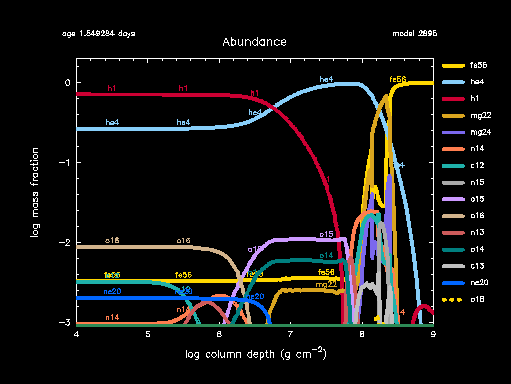 age 1.549284 days
model 2895
Abundance
log mass fraction
0
−1
−2
−3
4
5
6
7
8
9
log column depth (g cm⁻²)
h1
h1
h1
he4
he4
he4
he4
fe56
o16
o16
o15
o15
o14
fe56
fe56
fe56
mg22
ne20
ne20
n14
fe56
he4
h1
mg22
mg24
n14
c12
n15
o15
o16
n13
o14
c13
ne20
o18